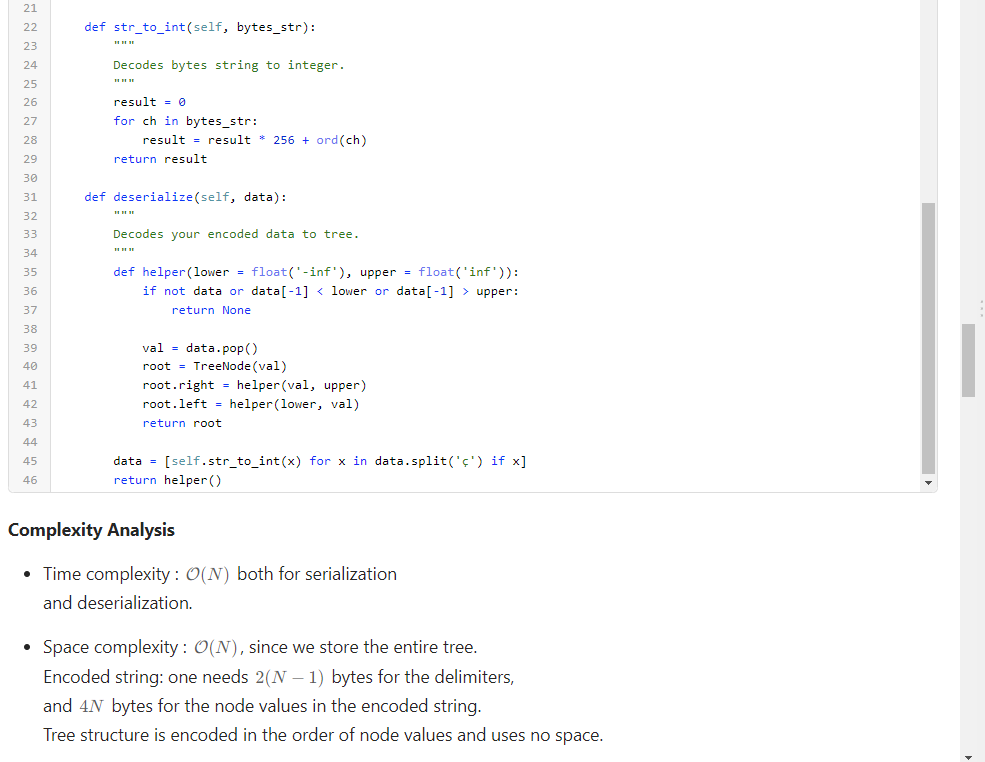 21
22 def str_to_int(self, bytes_str):
23 """
24 Decodes bytes string to integer.
25 """
26 result = 0
27 for ch in bytes_str:
28 result = result * 256 + ord(ch)
29 return result
30
31 def deserialize(self, data):
32 """
33 Decodes your encoded data to tree.
34 """
35 def helper(lower = float('-inf'), upper = float('inf')):
36 if not data or data[-1] < lower or data[-1] > upper:
37 return None
38
39 val = data.pop()
40 root = TreeNode(val)
41 root.right = helper(val, upper)
42 root.left = helper(lower, val)
43 return root
44
45 data = [self.str_to_int(x) for x in data.split('ç') if x]
46 return helper()
Complexity Analysis
• Time complexity : O(N) both for serialization
and deserialization.
• Space complexity : O(N), since we store the entire tree.
Encoded string: one needs 2(N − 1) bytes for the delimiters,
and 4N bytes for the node values in the encoded string.
Tree structure is encoded in the order of node values and uses no space.